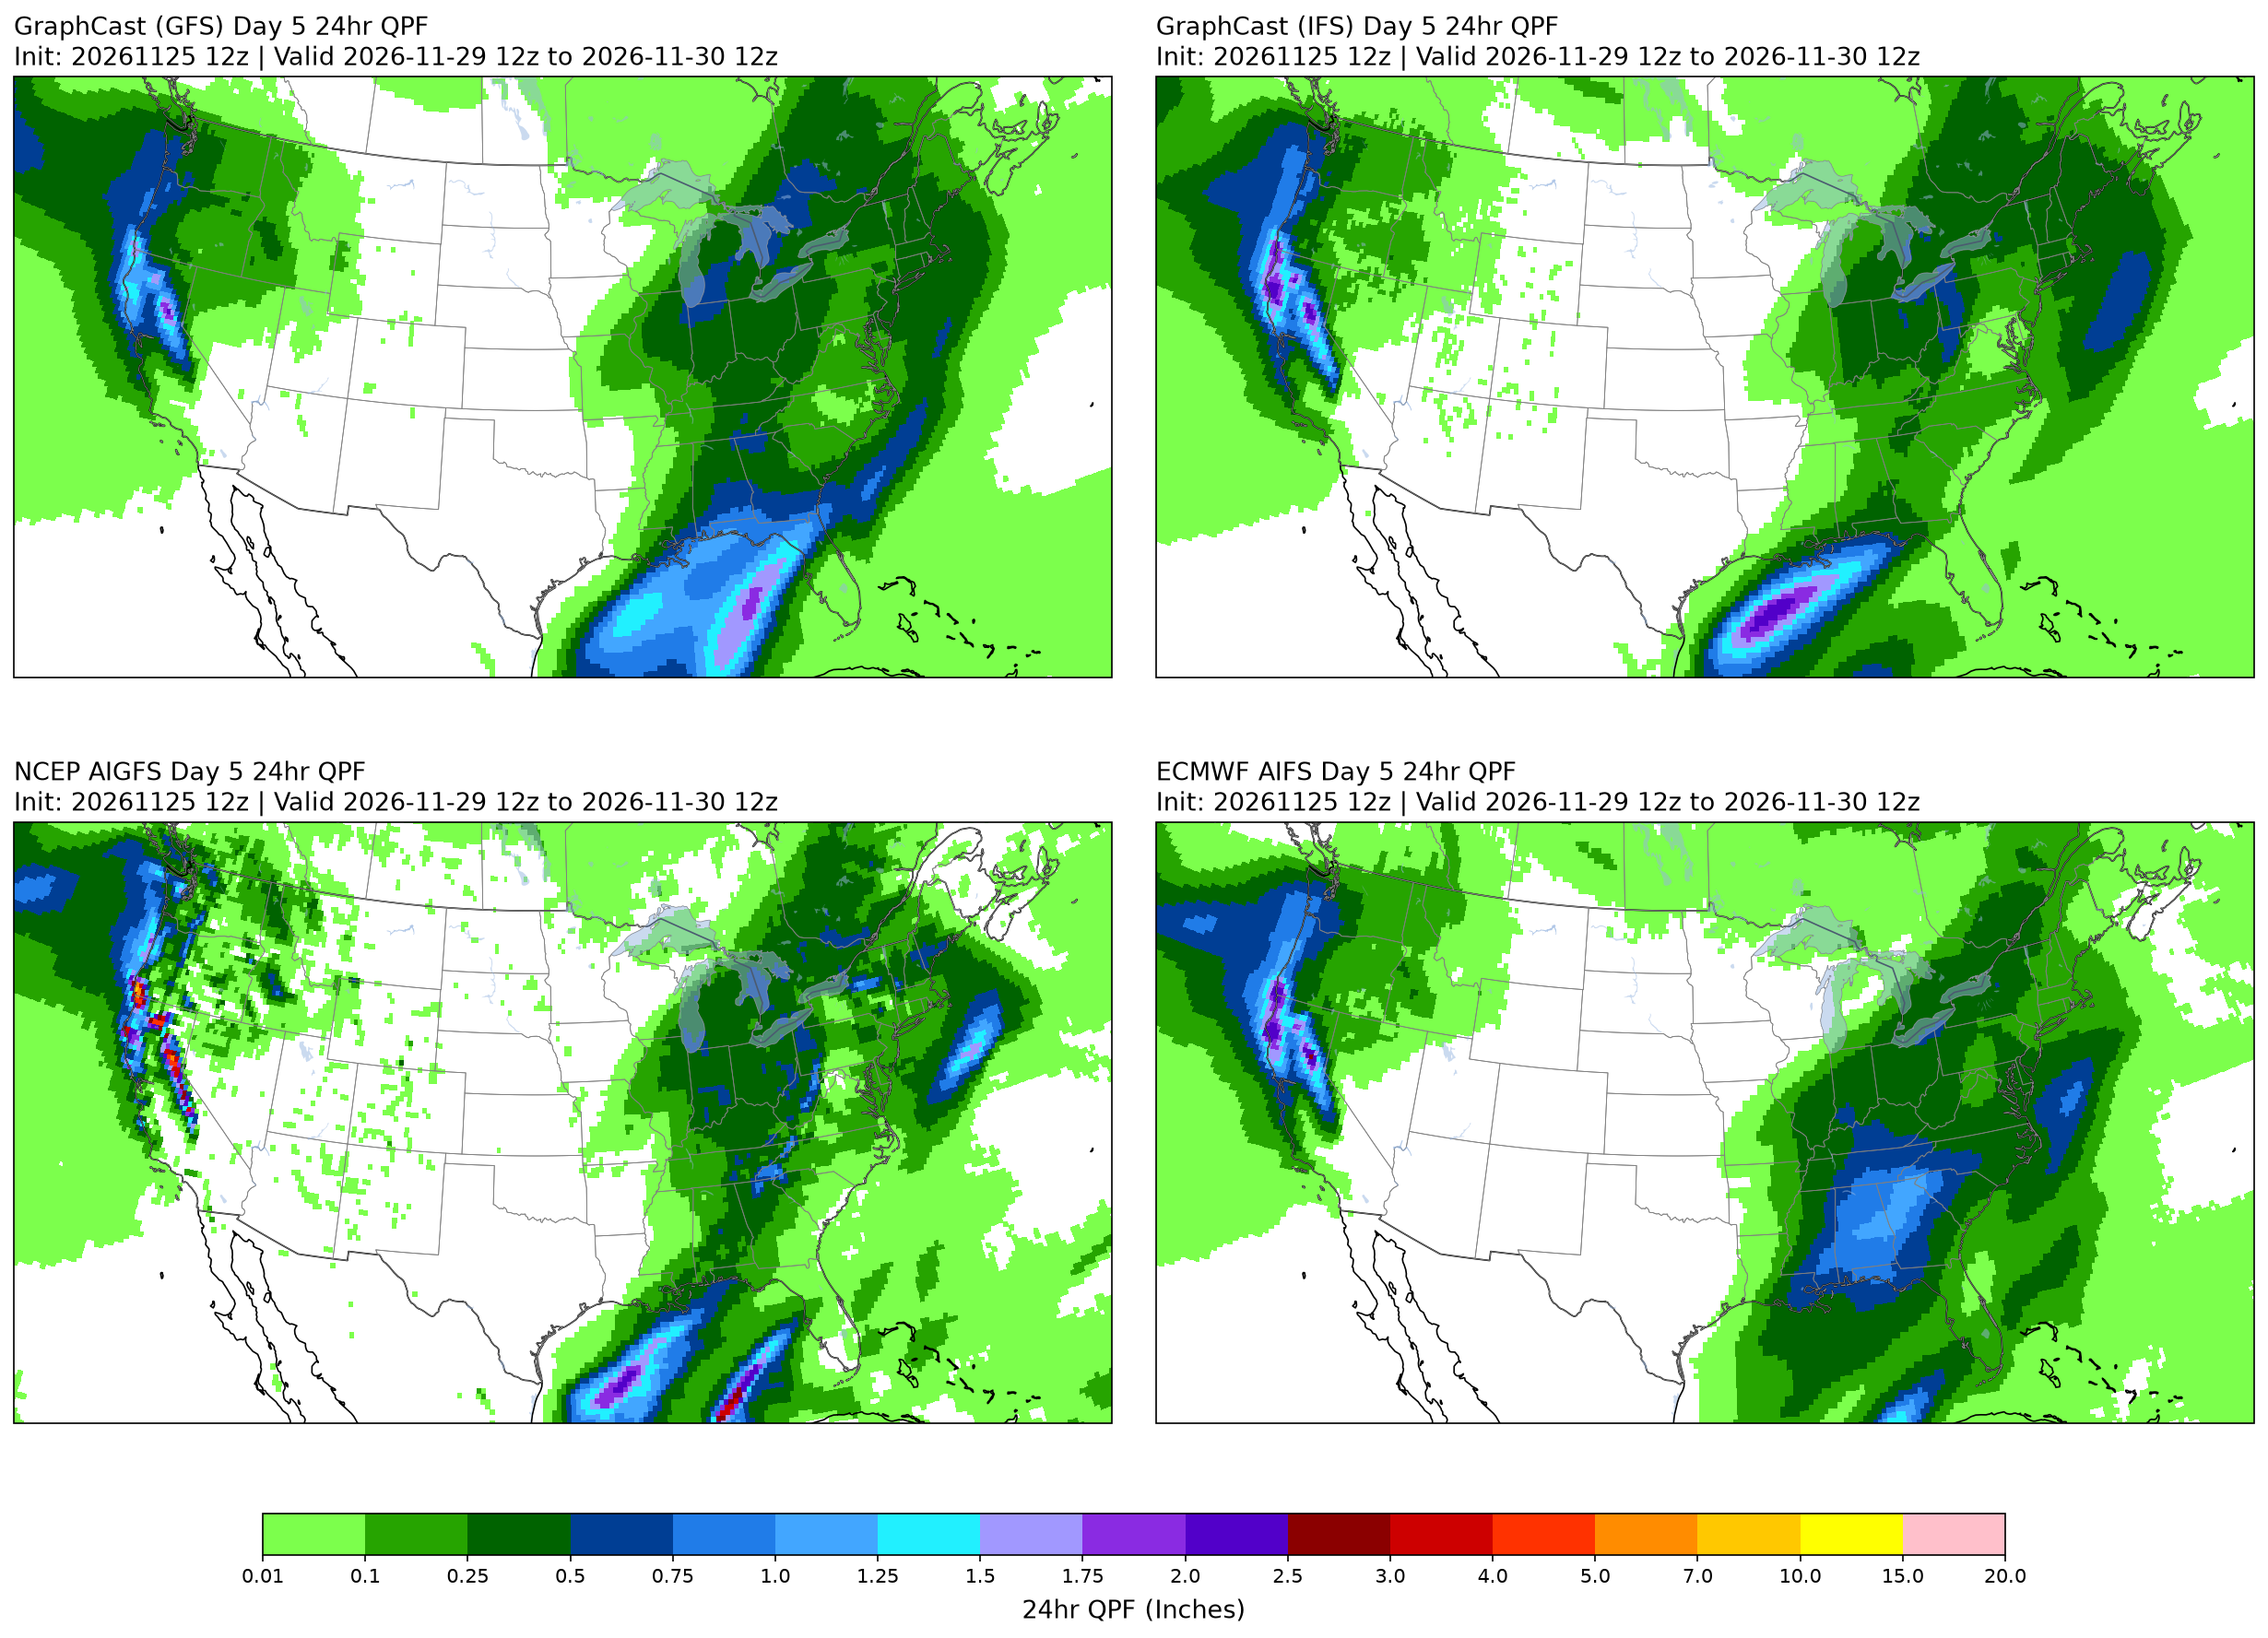 GraphCast (GFS) Day 5 24hr QPF
Init: 20261125 12z | Valid 2026-11-29 12z to 2026-11-30 12z
GraphCast (IFS) Day 5 24hr QPF
Init: 20261125 12z | Valid 2026-11-29 12z to 2026-11-30 12z
NCEP AIGFS Day 5 24hr QPF
Init: 20261125 12z | Valid 2026-11-29 12z to 2026-11-30 12z
ECMWF AIFS Day 5 24hr QPF
Init: 20261125 12z | Valid 2026-11-29 12z to 2026-11-30 12z
0.01 0.1 0.25 0.5 0.75 1.0 1.25 1.5 1.75 2.0 2.5 3.0 4.0 5.0 7.0 10.0 15.0 20.0
24hr QPF (Inches)